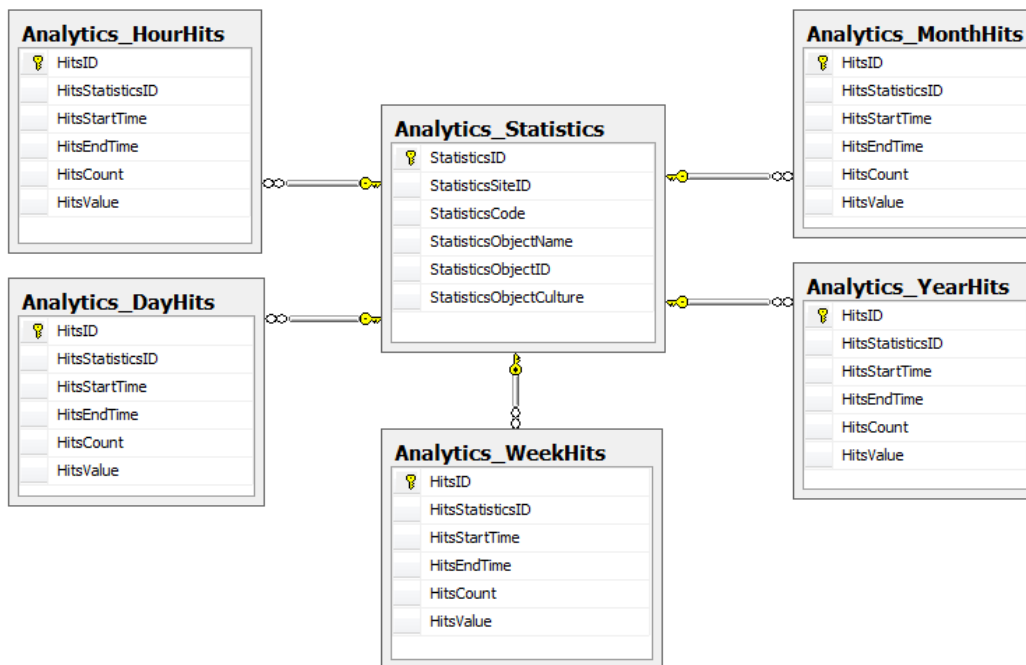 Analytics_HourHits
HitsID
HitsStatisticsID
HitsStartTime
HitsEndTime
HitsCount
HitsValue
Analytics_DayHits
HitsID
HitsStatisticsID
HitsStartTime
HitsEndTime
HitsCount
HitsValue
Analytics_Statistics
StatisticsID
StatisticsSiteID
StatisticsCode
StatisticsObjectName
StatisticsObjectID
StatisticsObjectCulture
Analytics_WeekHits
HitsID
HitsStatisticsID
HitsStartTime
HitsEndTime
HitsCount
HitsValue
Analytics_MonthHits
HitsID
HitsStatisticsID
HitsStartTime
HitsEndTime
HitsCount
HitsValue
Analytics_YearHits
HitsID
HitsStatisticsID
HitsStartTime
HitsEndTime
HitsCount
HitsValue